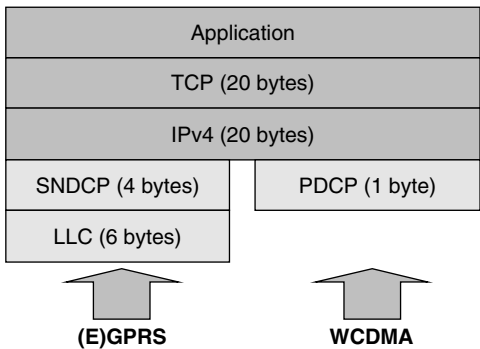 Application
TCP (20 bytes)
IPv4 (20 bytes)
SNDCP (4 bytes)
PDCP (1 byte)
LLC (6 bytes)
(E)GPRS
WCDMA